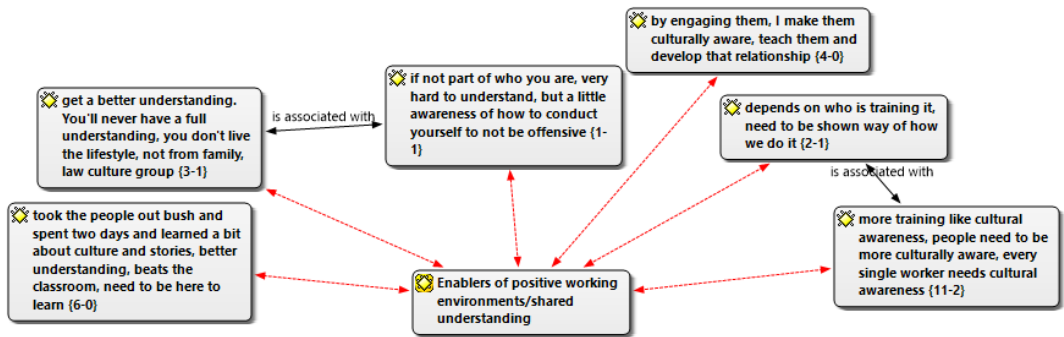 by engaging them, I make them
culturally aware, teach them and
develop that relationship {4-0}
if not part of who you are, very
hard to understand, but a little
awareness of how to conduct
yourself to not be offensive {1-
1}
get a better understanding.
You'll never have a full
understanding, you don't live
the lifestyle, not from family,
law culture group {3-1}
is associated with
depends on who is training it,
need to be shown way of how
we do it {2-1}
is associated with
took the people out bush and
spent two days and learned a bit
about culture and stories, better
understanding, beats the
classroom, need to be here to
learn {6-0}
more training like cultural
awareness, people need to be
more culturally aware, every
single worker needs cultural
awareness {11-2}
Enablers of positive working
environments/shared
understanding